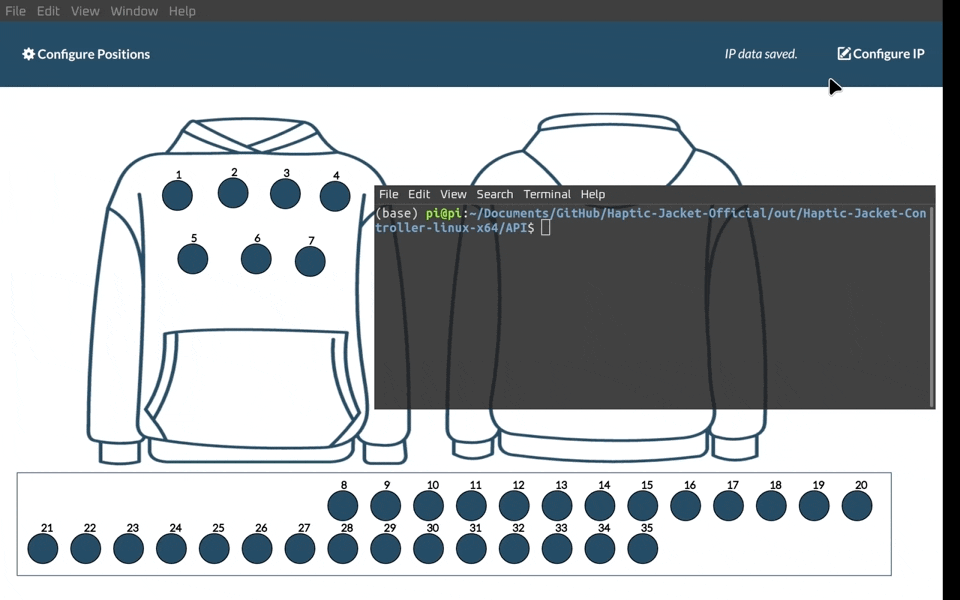 File Edit View Window Help
Configure Positions
IP data saved.
Configure IP
1 2 3 4
5 6 7
File Edit View Search Terminal Help
(base) pi@pi:~/Documents/GitHub/Haptic-Jacket-Official/out/Haptic-Jacket-Con
troller-linux-x64/API$
8 9 10 11 12 13 14 15 16 17 18 19 20
21 22 23 24 25 26 27 28 29 30 31 32 33 34 35